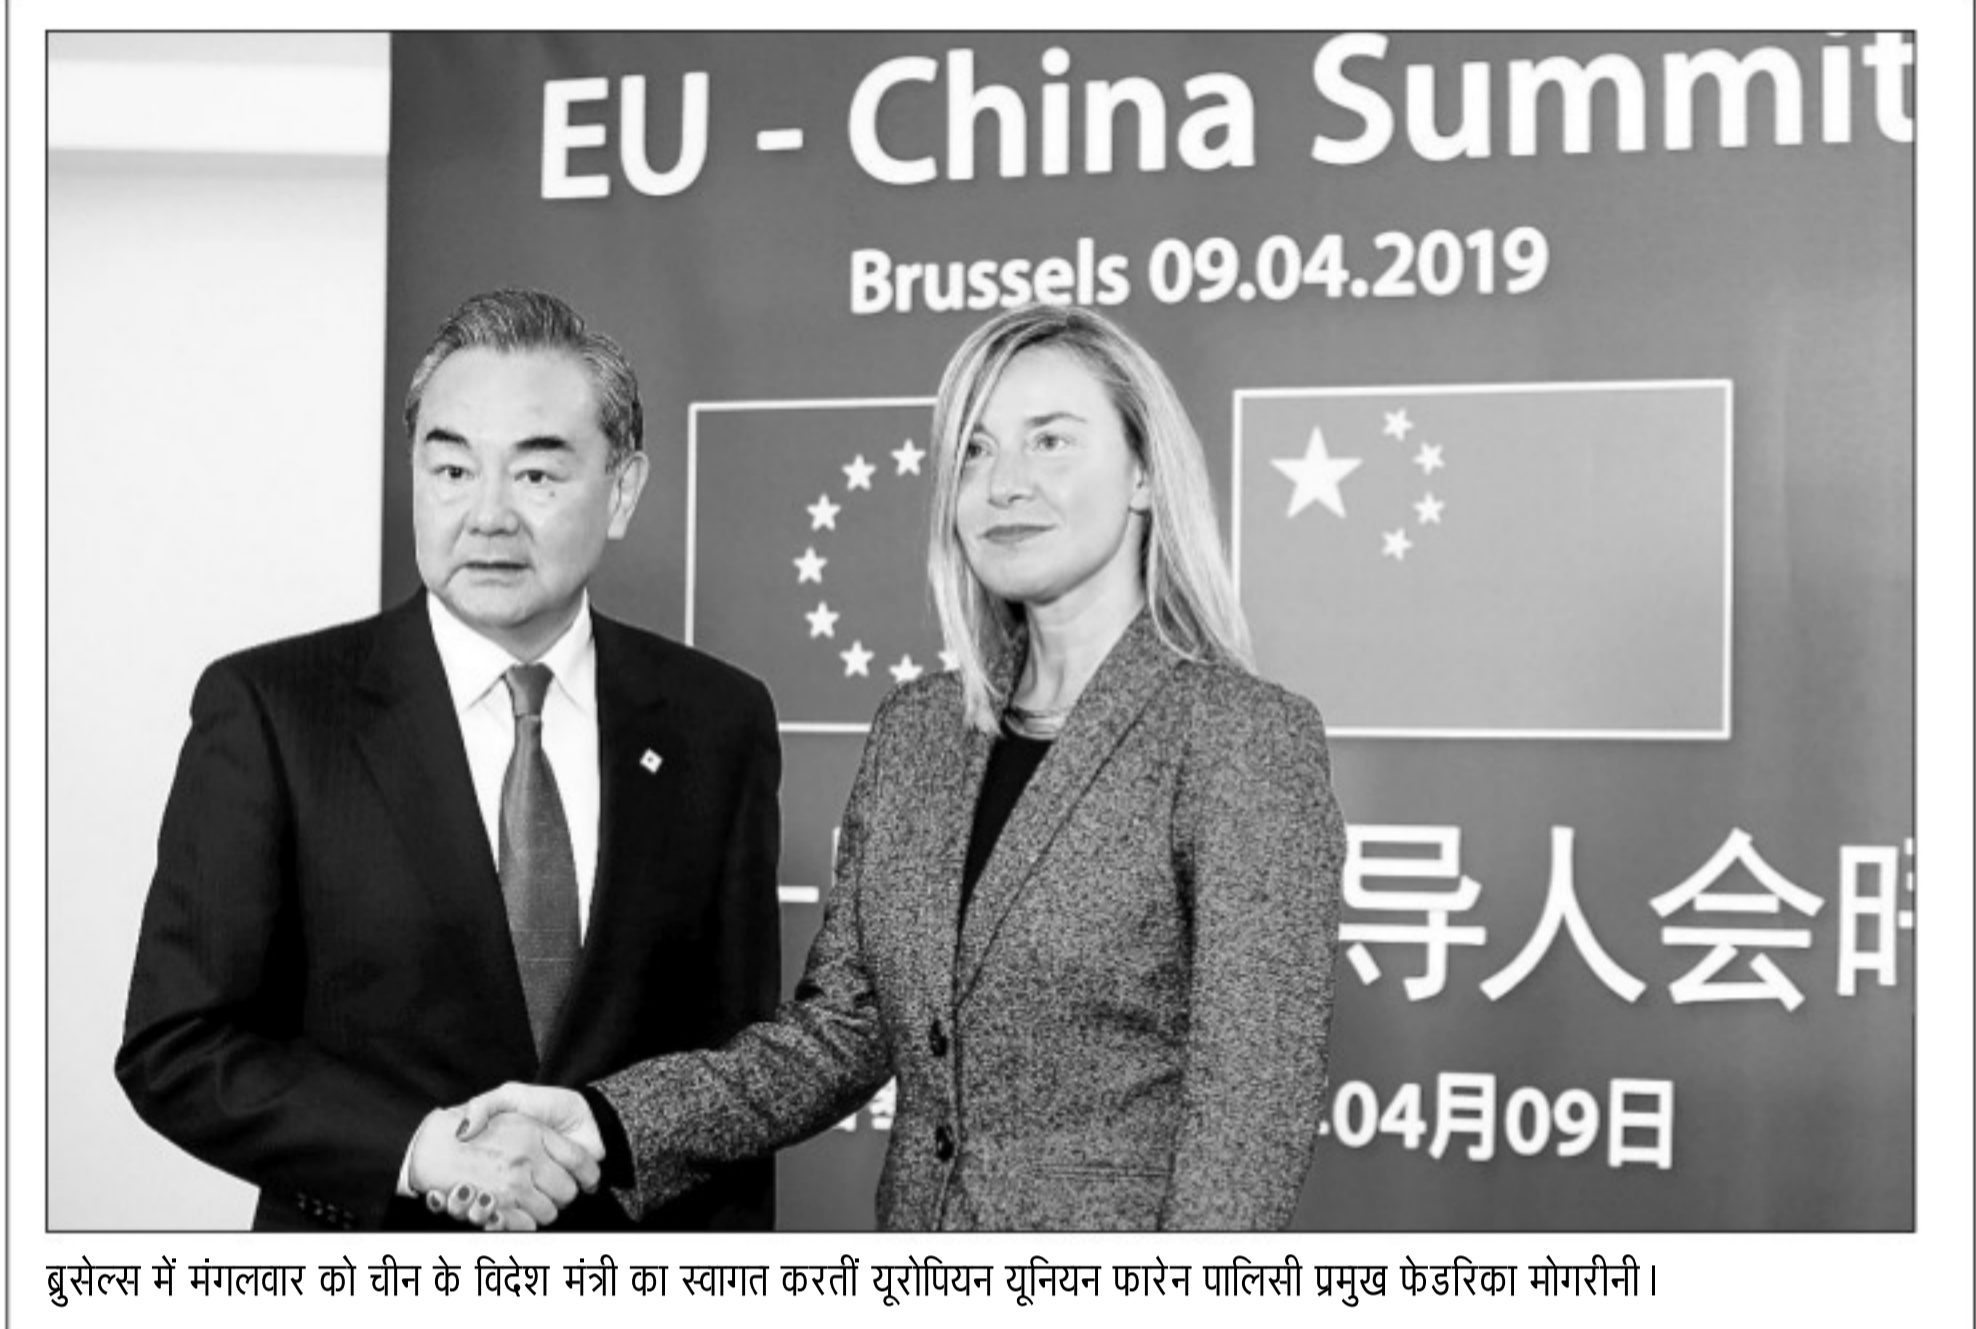 EU - China Summit
Brussels 09.04.2019
导人会
04月09日
ब्रुसेल्स में मंगलवार को चीन के विदेश मंत्री का स्वागत करतीं यूरोपियन यूनियन फारेन पालिसी प्रमुख फेडरिका मोगरीनी।